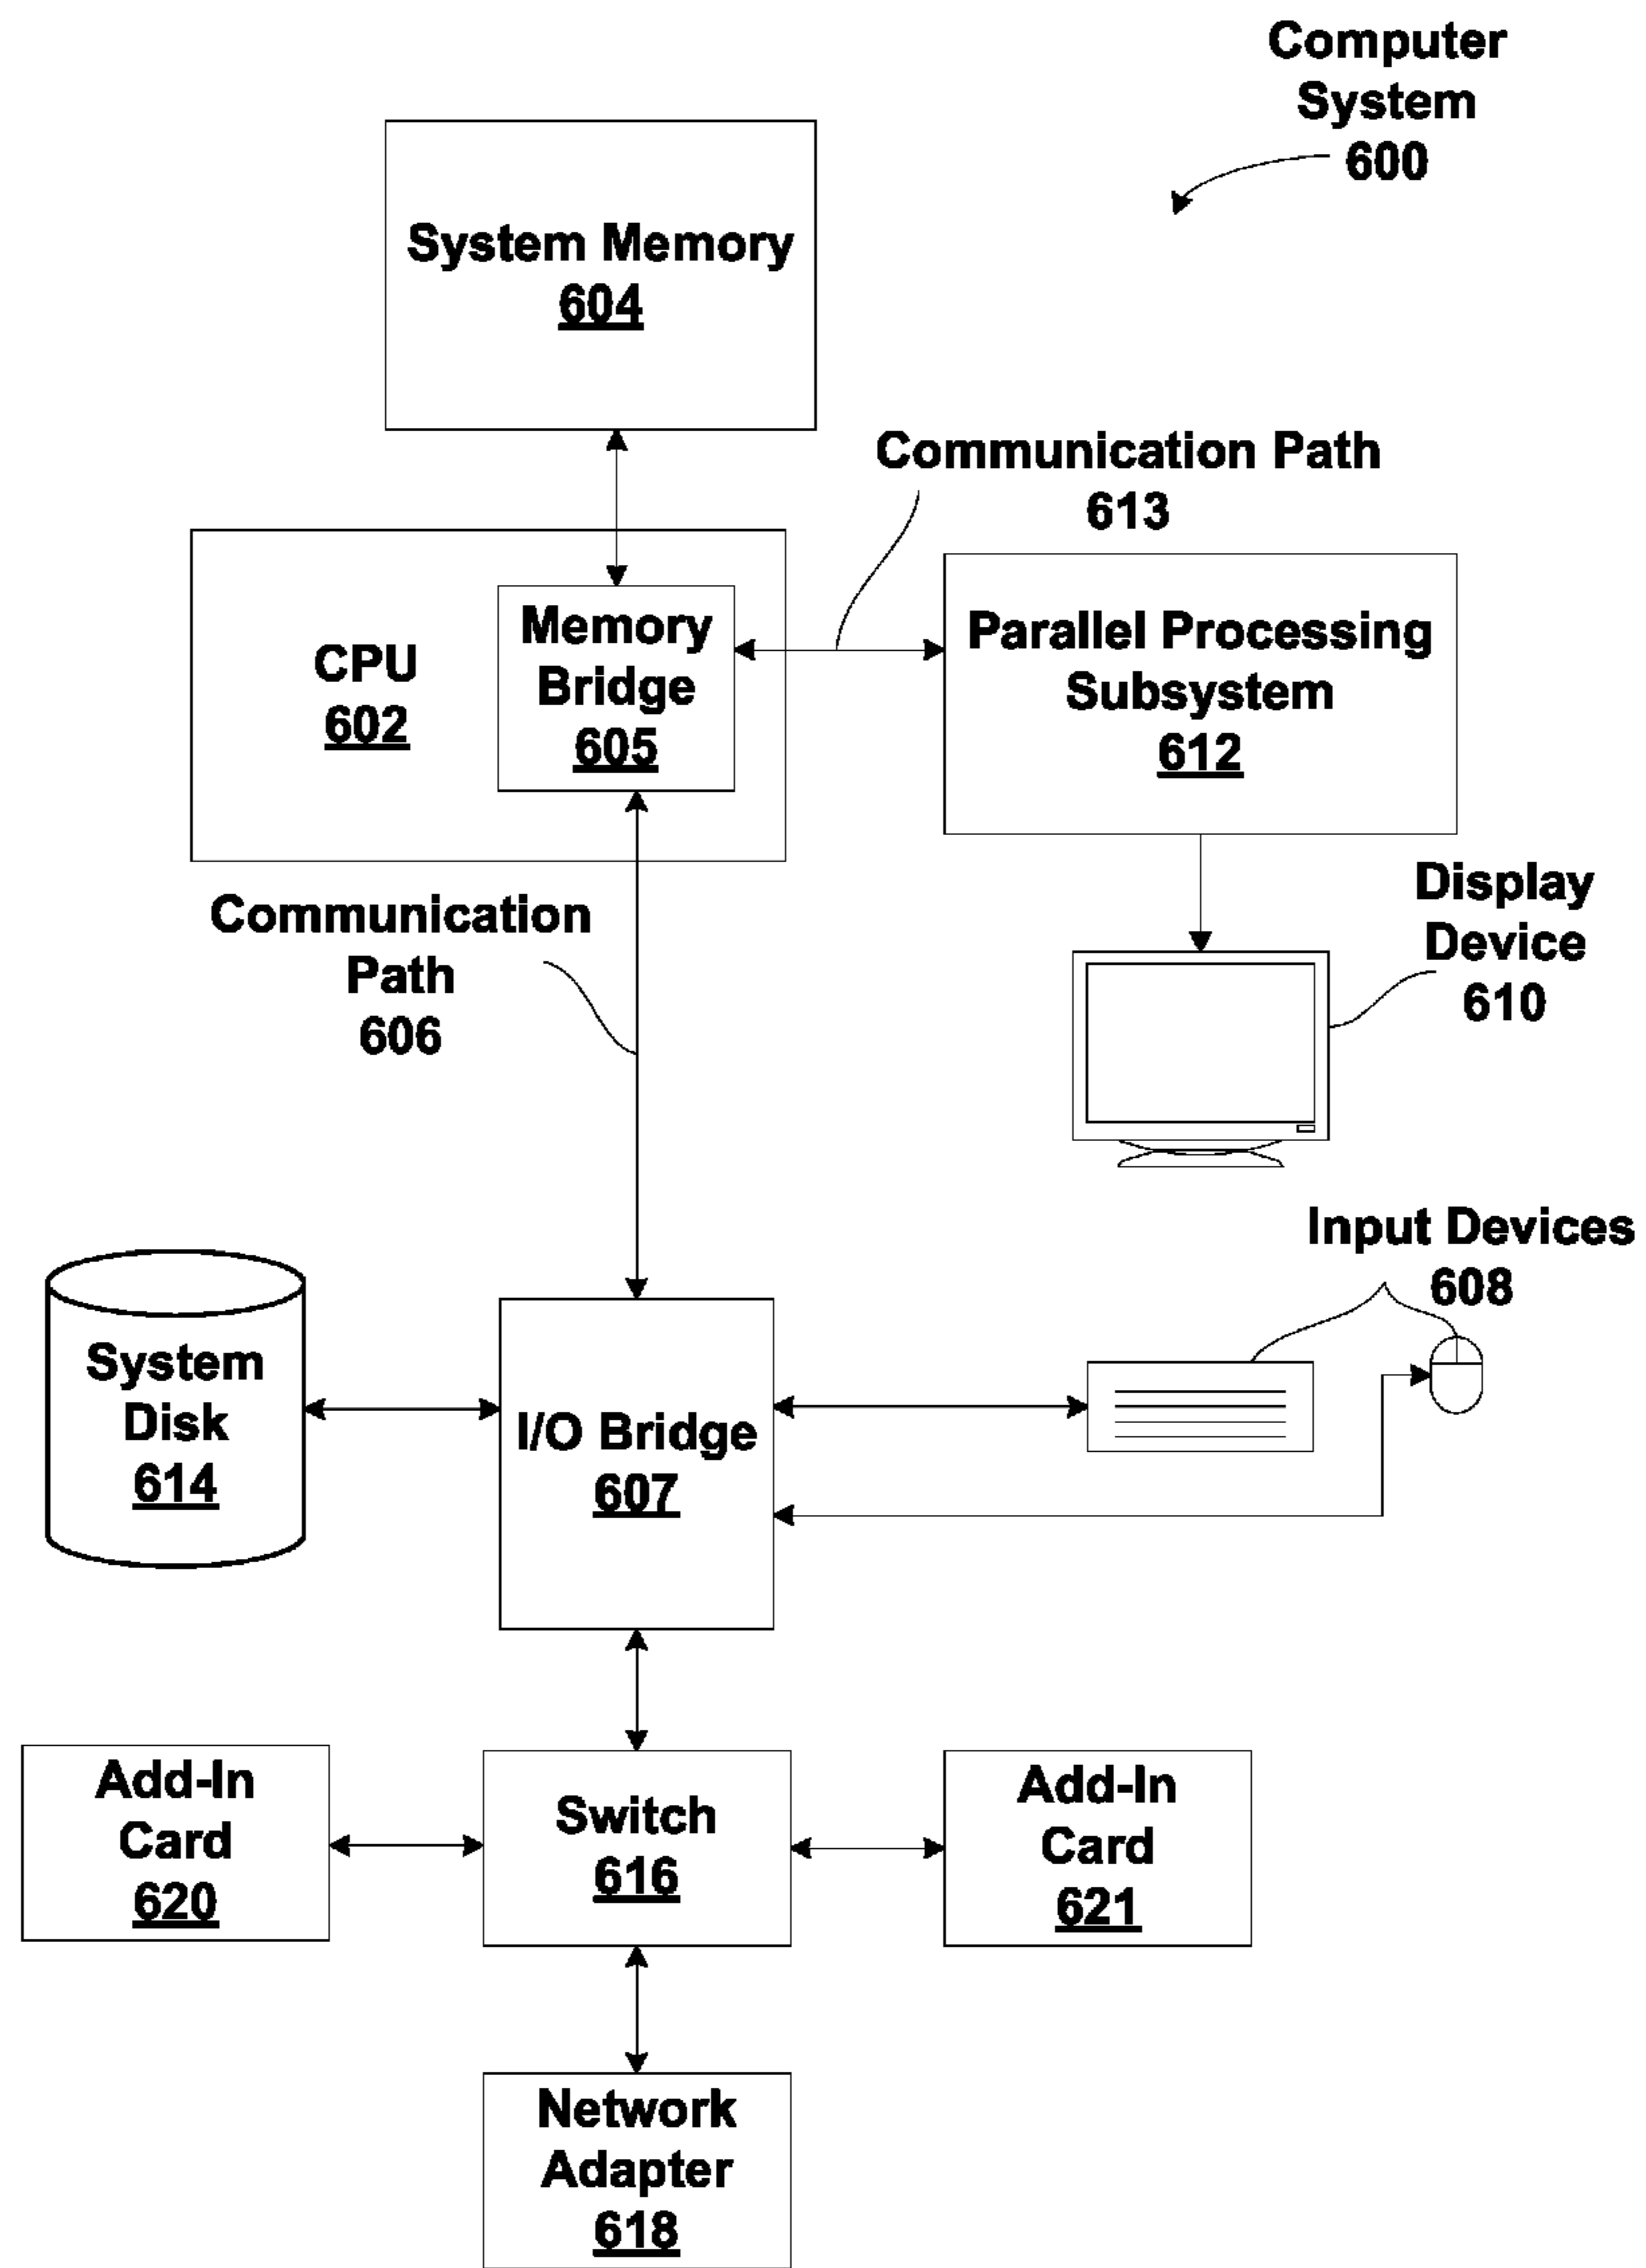 Computer
System
600
System Memory
604
Communication Path
613
CPU
602
Memory
Bridge
605
Parallel Processing
Subsystem
612
Communication
Path
606
Display
Device
610
Input Devices
608
System
Disk
614
I/O Bridge
607
Add-In
Card
620
Switch
616
Add-In
Card
621
Network
Adapter
618